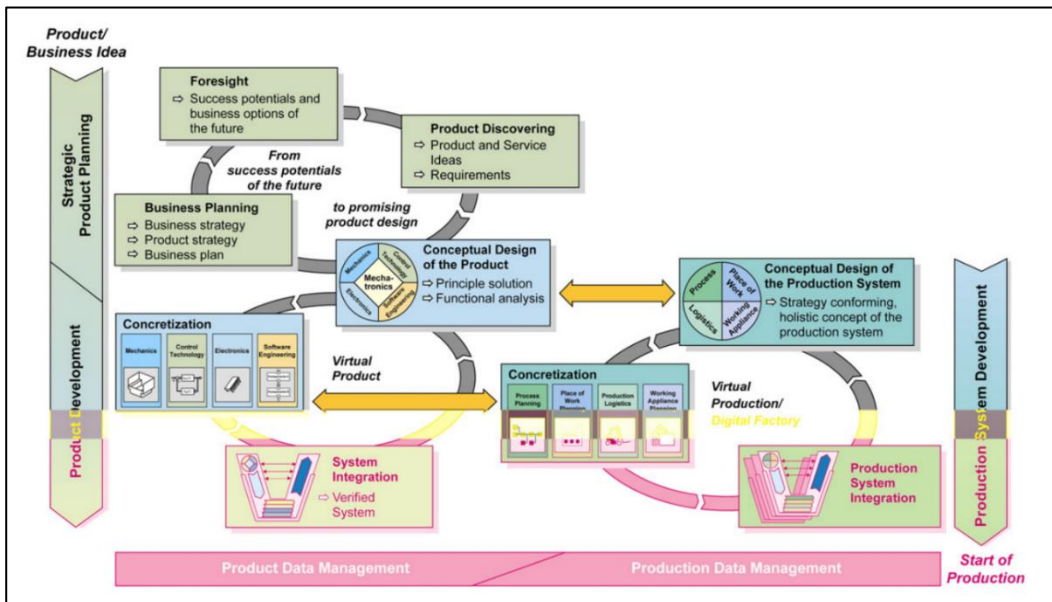 Product/
Business Idea
Strategic
Product Planning
Foresight
⇨ Success potentials and
business options of
the future
Product Discovering
⇨ Product and Service
Ideas
⇨ Requirements
From
success potentials
of the future
Business Planning
⇨ Business strategy
⇨ Product strategy
⇨ Business plan
to promising
product design
Mechanics
Control
Technology
Mecha-
tronics
Electronics
Software
Engineering
Conceptual Design
of the Product
⇨ Principle solution
⇨ Functional analysis
Process
Place of
Work
Logistics
Working
Appliance
Conceptual Design of
the Production System
⇨ Strategy conforming,
holistic concept of the
production system
Product Development
Concretization
Mechanics
Control
Technology
Electronics
Software
Engineering
Virtual
Product
Concretization
Process
Planning
Place of
Work
Planning
Production
Logistics
Working
Appliance
Planning
Virtual
Production/
Digital Factory
Production System Development
System
Integration
⇨ Verified
System
Production
System
Integration
Product Data Management
Production Data Management
Start of
Production